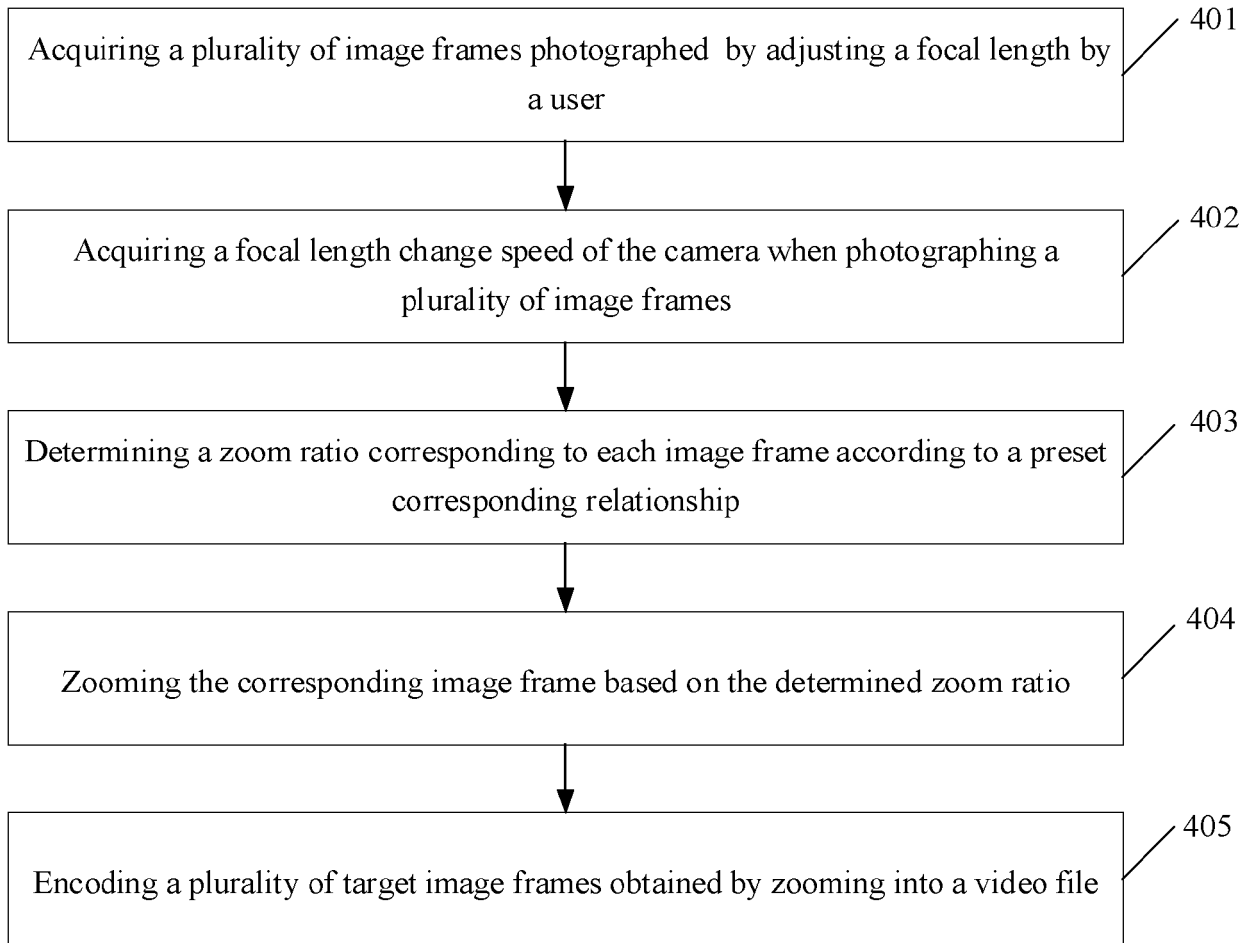 401
Acquiring a plurality of image frames photographed by adjusting a focal length by
a user
402
Acquiring a focal length change speed of the camera when photographing a
plurality of image frames
403
Determining a zoom ratio corresponding to each image frame according to a preset
corresponding relationship
404
Zooming the corresponding image frame based on the determined zoom ratio
405
Encoding a plurality of target image frames obtained by zooming into a video file